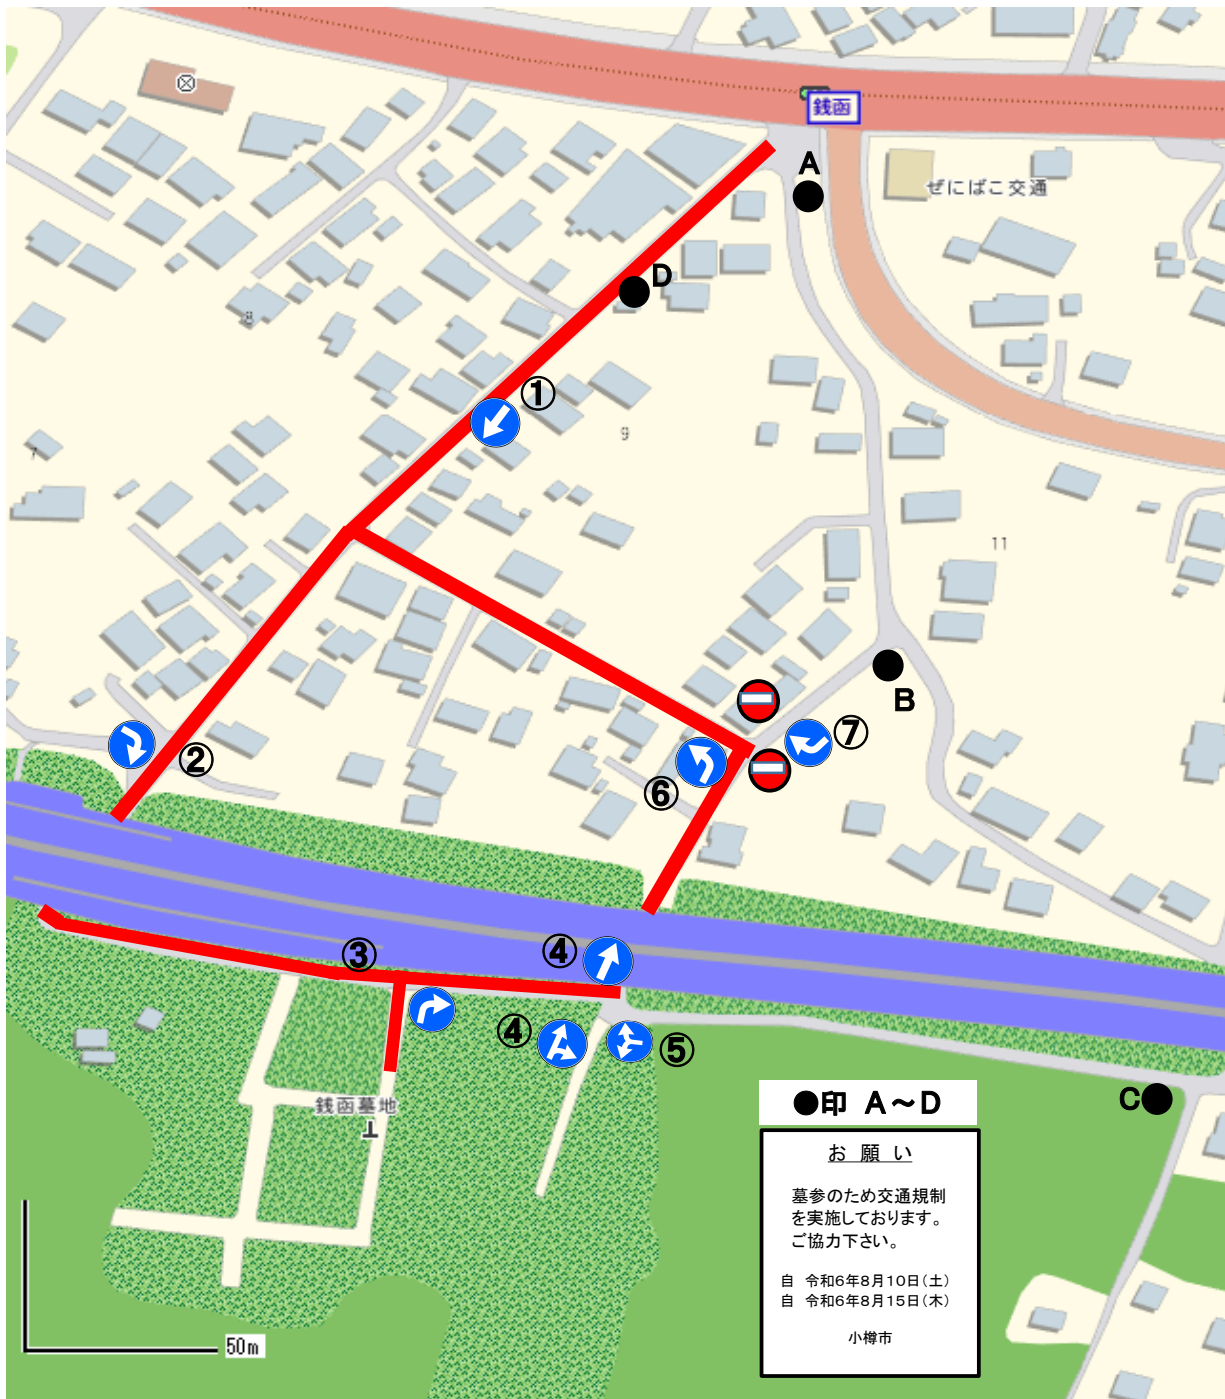 銭函
A
ぜにばこ交通
D
8
①
9
7
11
B
②
⑦
⑥
③
④
④
⑤
銭函墓地
C
●印 A～D
お 願 い
墓参のため交通規制
を実施しております。
ご協力下さい。
自 令和6年8月10日(土)
自 令和6年8月15日(木)
小樽市
50m